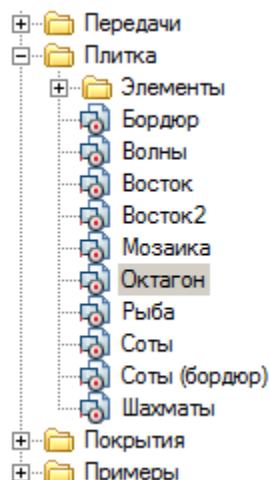 Передачи
Плитка
Элементы
Бордюр
Волны
Восток
Восток2
Мозаика
Октагон
Рыба
Соты
Соты (бордюр)
Шахматы
Покрытия
Примеры